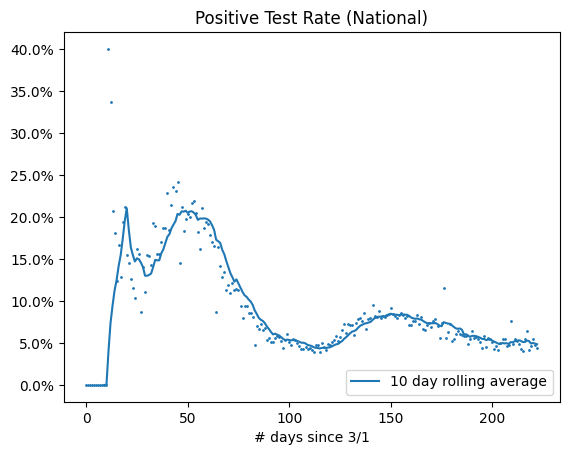 Positive Test Rate (National)
40.0%
35.0%
30.0%
25.0%
20.0%
15.0%
10.0%
5.0%
0.0%
10 day rolling average
0 50 100 150 200
# days since 3/1